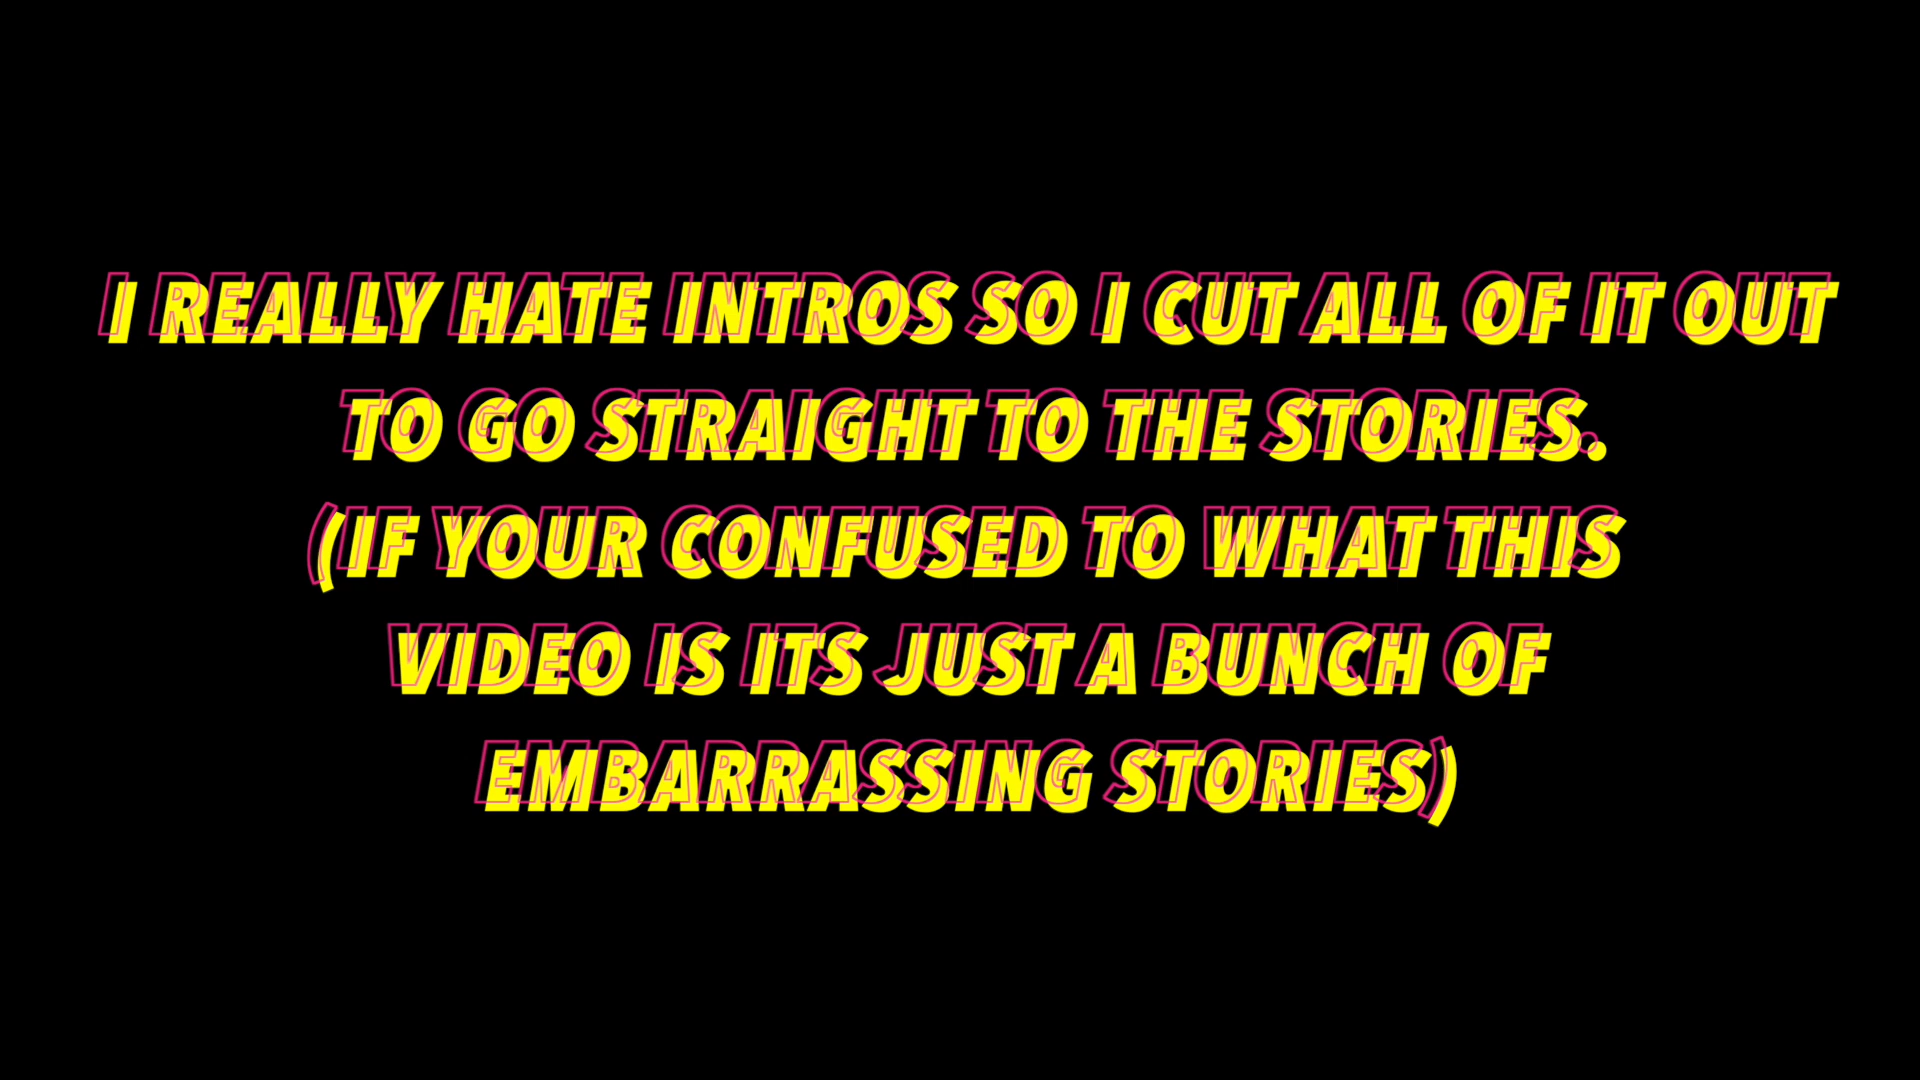 I REALLY HATE INTROS SO I CUT ALL OF IT OUT
TO GO STRAIGHT TO THE STORIES.
(IF YOUR CONFUSED TO WHAT THIS
VIDEO IS ITS JUST A BUNCH OF
EMBARRASSING STORIES)